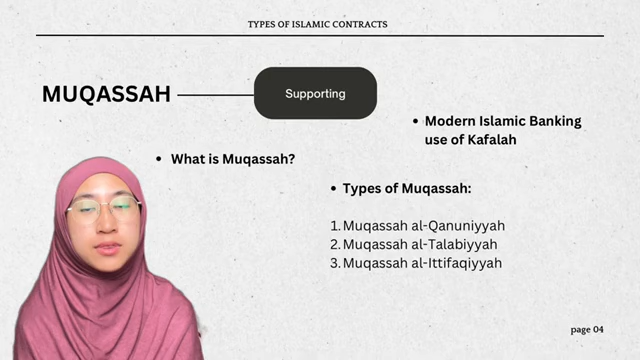 TYPES OF ISLAMIC CONTRACTS
MUQASSAH
Supporting
• Modern Islamic Banking
use of Kafalah
• What is Muqassah?
• Types of Muqassah:
1. Muqassah al-Qanuniyyah
2. Muqassah al-Talabiyyah
3. Muqassah al-Ittifaqiyyah
page 04